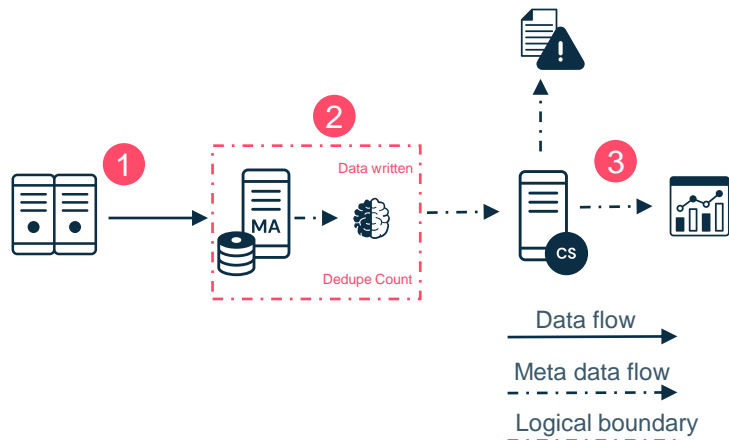 1
2
3
Data written
MA
CS
Dedupe Count
Data flow
Meta data flow
Logical boundary